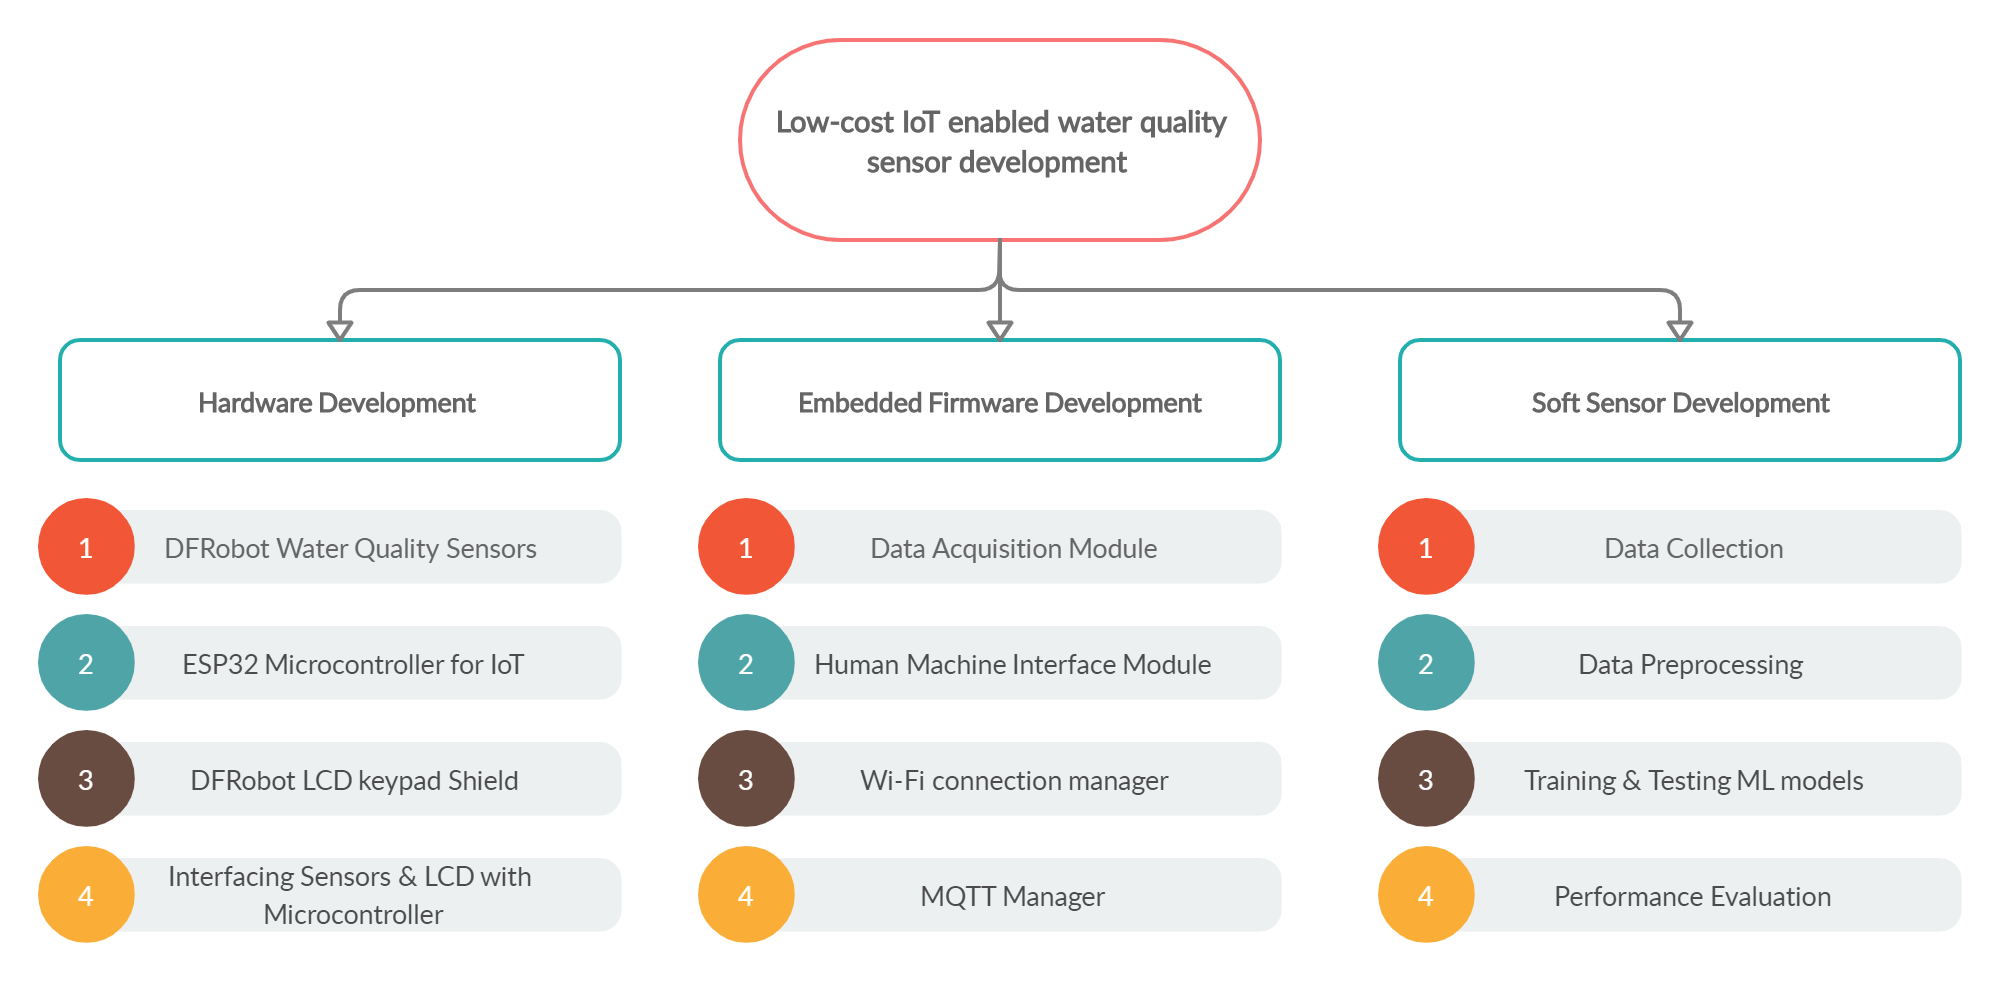 Low-cost IoT enabled water quality
sensor development
Hardware Development
1
DFRobot Water Quality Sensors
2
ESP32 Microcontroller for IoT
3
DFRobot LCD keypad Shield
4
Interfacing Sensors & LCD with
Microcontroller
Embedded Firmware Development
1
Data Acquisition Module
2
Human Machine Interface Module
3
Wi-Fi connection manager
4
MQTT Manager
Soft Sensor Development
1
Data Collection
2
Data Preprocessing
3
Training & Testing ML models
4
Performance Evaluation